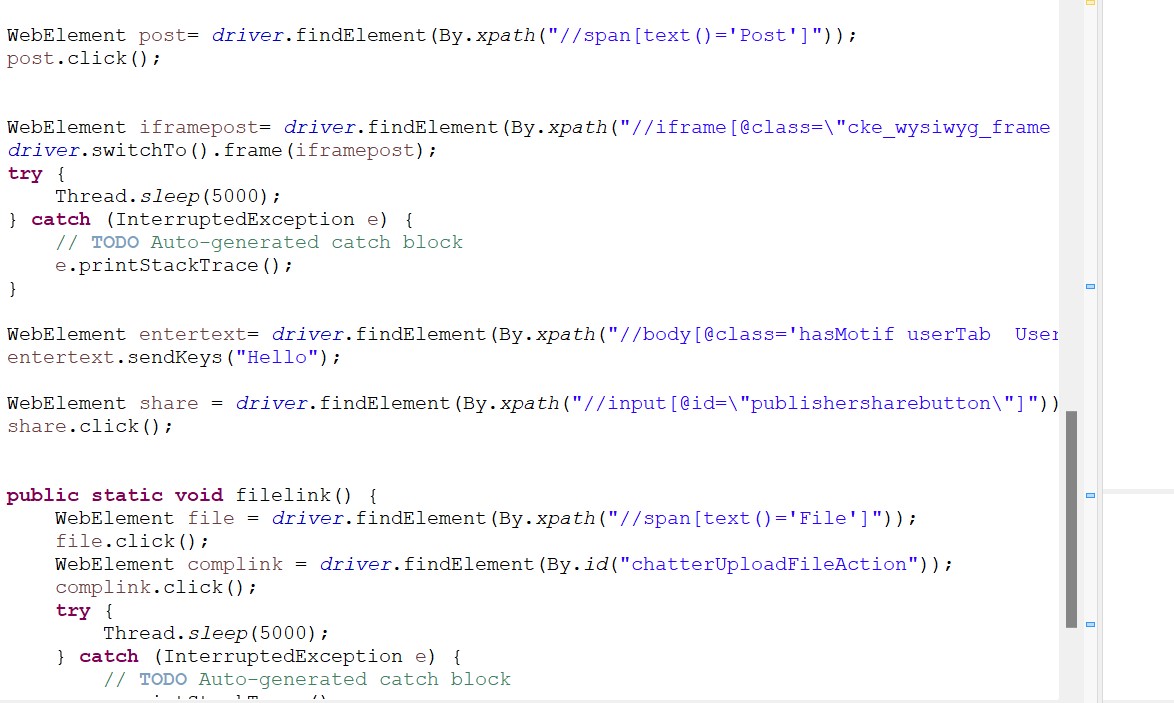 WebElement post= driver.findElement(By.xpath("//span[text()='Post']"));
post.click();
WebElement iframepost= driver.findElement(By.xpath("//iframe[@class=\"cke_wysiwyg_frame
driver.switchTo().frame(iframepost);
try {
Thread.sleep(5000);
} catch (InterruptedException e) {
// TODO Auto-generated catch block
e.printStackTrace();
}
WebElement entertext= driver.findElement(By.xpath("//body[@class='hasMotif userTab  User
entertext.sendKeys("Hello");
WebElement share = driver.findElement(By.xpath("//input[@id=\"publishersharebutton\"]"))
share.click();
public static void filelink() {
WebElement file = driver.findElement(By.xpath("//span[text()='File']"));
file.click();
WebElement complink = driver.findElement(By.id("chatterUploadFileAction"));
complink.click();
try {
Thread.sleep(5000);
} catch (InterruptedException e) {
// TODO Auto-generated catch block